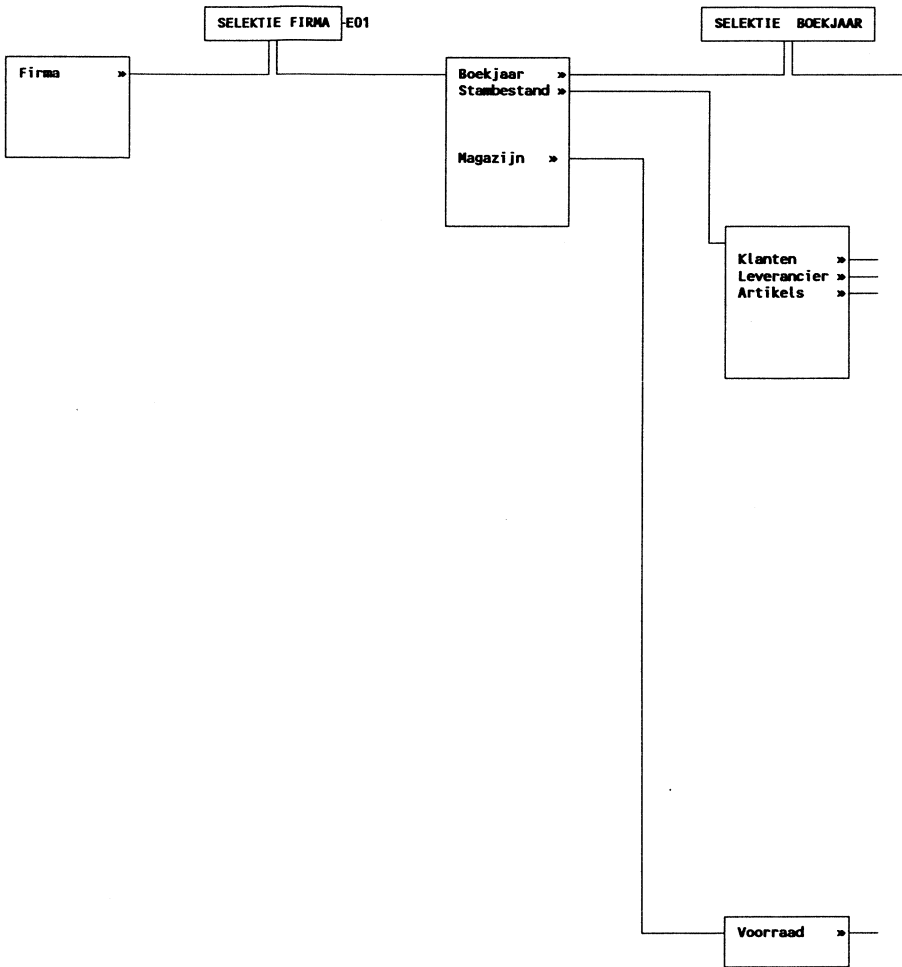 SELEKTIE FIRMA -E01
SELEKTIE BOEKJAAR
Firma »
Boekjaar »
Stambestand »
Magazijn »
Klanten »
Leverancier »
Artikels »
Voorraad »